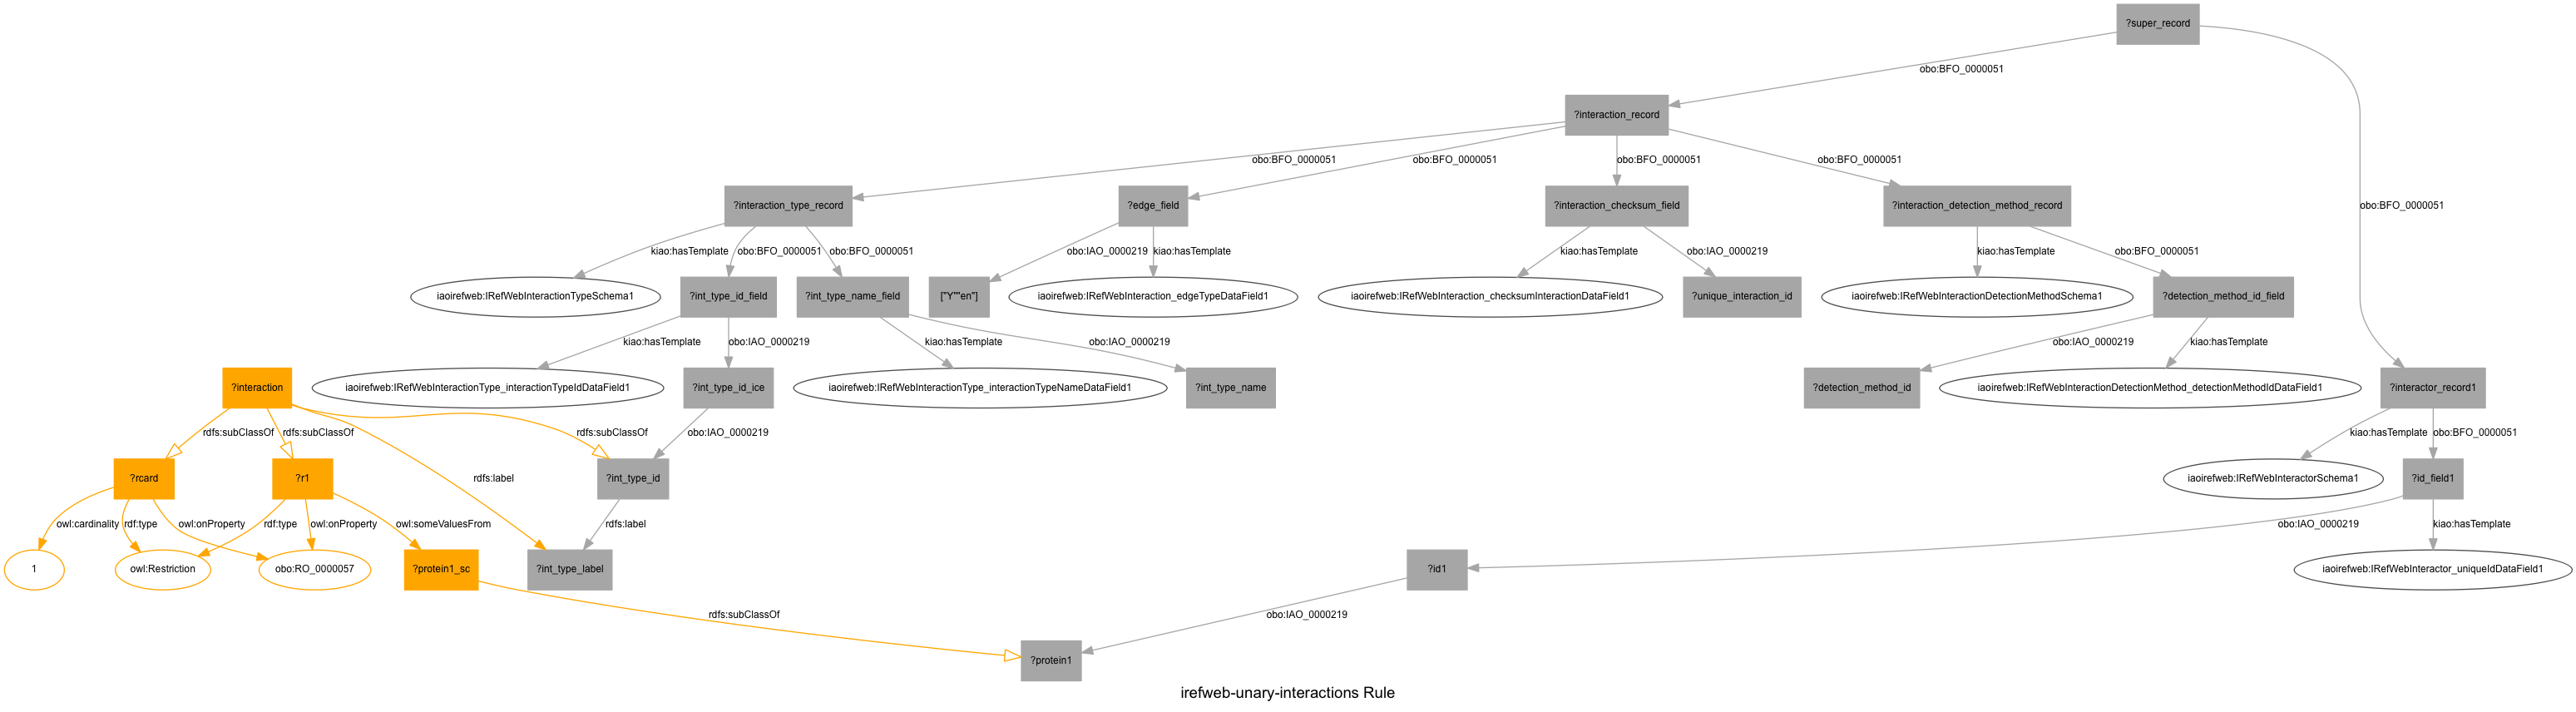 ?super_record
obo:BFO_0000051
?interaction_record
obo:BFO_0000051
obo:BFO_0000051
obo:BFO_0000051
obo:BFO_0000051
?interaction_type_record
?edge_field
?interaction_checksum_field
?interaction_detection_method_record
obo:BFO_0000051
kiao:hasTemplate
obo:BFO_0000051
obo:BFO_0000051
obo:IAO_0000219
kiao:hasTemplate
kiao:hasTemplate
obo:IAO_0000219
kiao:hasTemplate
obo:BFO_0000051
iaoirefweb:IRefWebInteractionTypeSchema1
?int_type_id_field
?int_type_name_field
["Y""en"]
iaoirefweb:IRefWebInteraction_edgeTypeDataField1
iaoirefweb:IRefWebInteraction_checksumInteractionDataField1
?unique_interaction_id
iaoirefweb:IRefWebInteractionDetectionMethodSchema1
?detection_method_id_field
kiao:hasTemplate
obo:IAO_0000219
kiao:hasTemplate
obo:IAO_0000219
obo:IAO_0000219
kiao:hasTemplate
?interaction
iaoirefweb:IRefWebInteractionType_interactionTypeIdDataField1
?int_type_id_ice
iaoirefweb:IRefWebInteractionType_interactionTypeNameDataField1
?int_type_name
?detection_method_id
iaoirefweb:IRefWebInteractionDetectionMethod_detectionMethodIdDataField1
?interactor_record1
rdfs:subClassOf
rdfs:subClassOf
rdfs:subClassOf
obo:IAO_0000219
kiao:hasTemplate
obo:BFO_0000051
?rcard
?r1
rdfs:label
?int_type_id
iaoirefweb:IRefWebInteractorSchema1
?id_field1
owl:cardinality
rdf:type
owl:onProperty
rdf:type
owl:onProperty
owl:someValuesFrom
rdfs:label
obo:IAO_0000219
kiao:hasTemplate
1
owl:Restriction
obo:RO_0000057
?protein1_sc
?int_type_label
?id1
iaoirefweb:IRefWebInteractor_uniqueIdDataField1
rdfs:subClassOf
obo:IAO_0000219
?protein1
irefweb-unary-interactions Rule